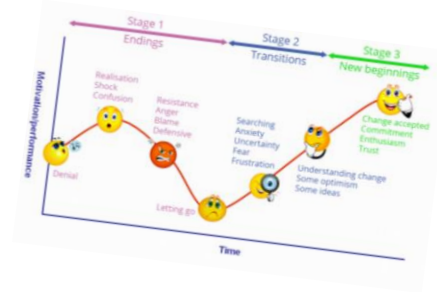 Stage 1
Endings
Stage 2
Transitions
Stage 3
New beginnings
Motivation/performance
Denial
Realisation
Shock
Confusion
Resistance
Anger
Blame
Defensive
Letting go
Searching
Anxiety
Uncertainty
Fear
Frustration
Understanding change
Some optimism
Some ideas
Change accepted
Commitment
Enthusiasm
Trust
Time